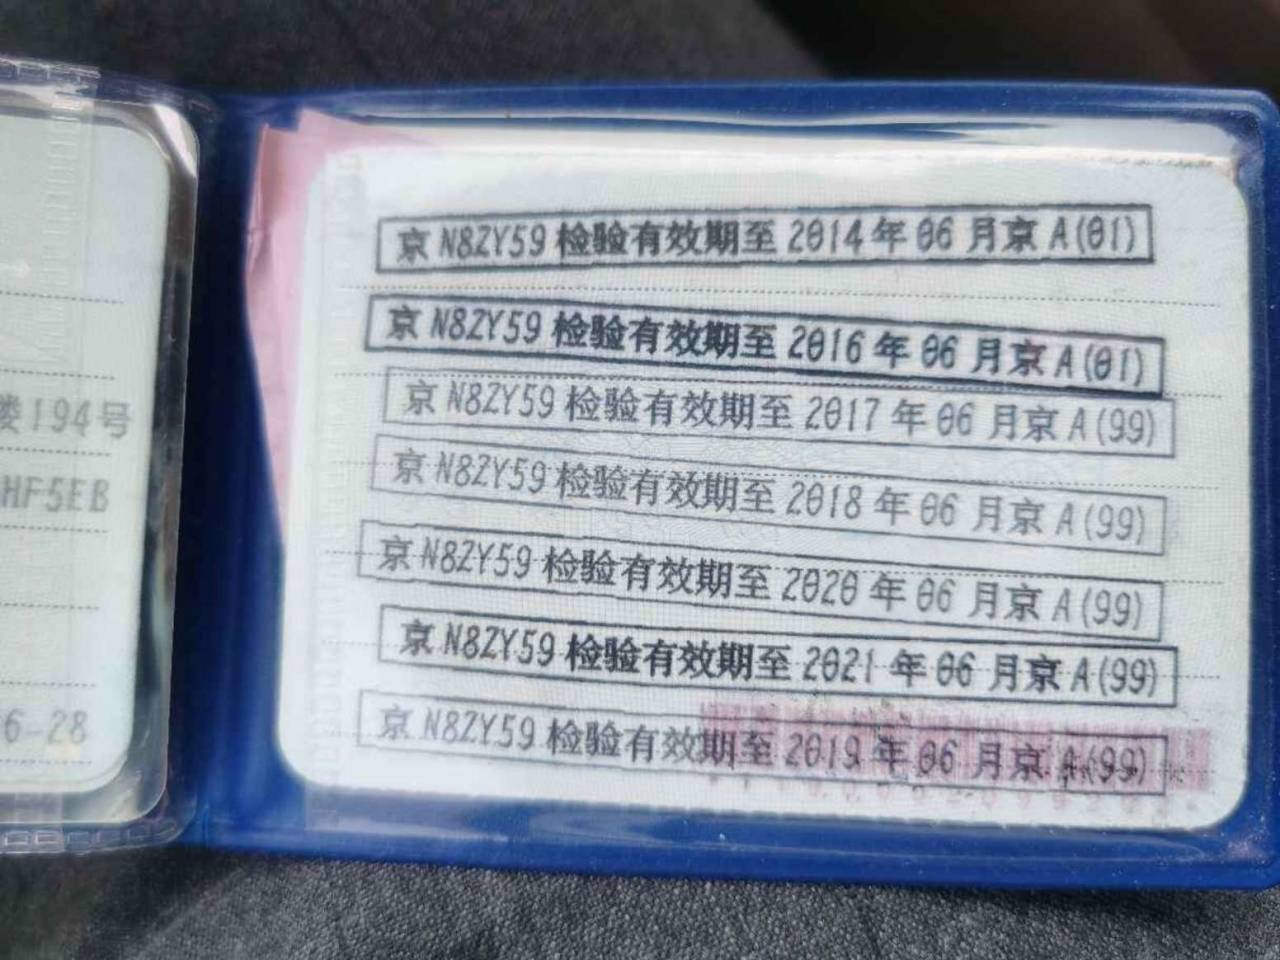 楼194号
HF5EB
6-28
京N8ZY59检验有效期至2014年06月京A(01)
京N8ZY59检验有效期至2016年06月京A(01)
京N8ZY59检验有效期至2017年06月京A(99)
京N8ZY59检验有效期至2018年06月京A(99)
京N8ZY59检验有效期至2020年06月京A(99)
京N8ZY59检验有效期至2021年06月京A(99)
京N8ZY59检验有效期至2019年06月京A(99)